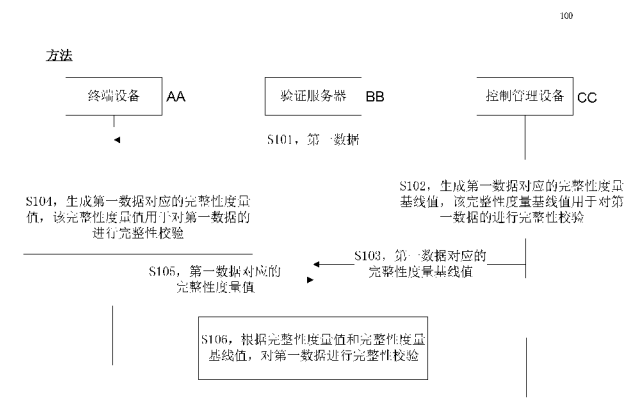 100
方法
终端设备 AA
验证服务器 BB
控制管理设备 CC
S101，第一数据
S102，生成第一数据对应的完整性度量
基线值，该完整性度量基线值用于对第
一数据的进行完整性校验
S104，生成第一数据对应的完整性度量
值，该完整性度量值用于对第一数据的
进行完整性校验
S103，第一数据对应的
完整性度量基线值
S105，第一数据对应的
完整性度量值
S106，根据完整性度量值和完整性度量
基线值，对第一数据进行完整性校验